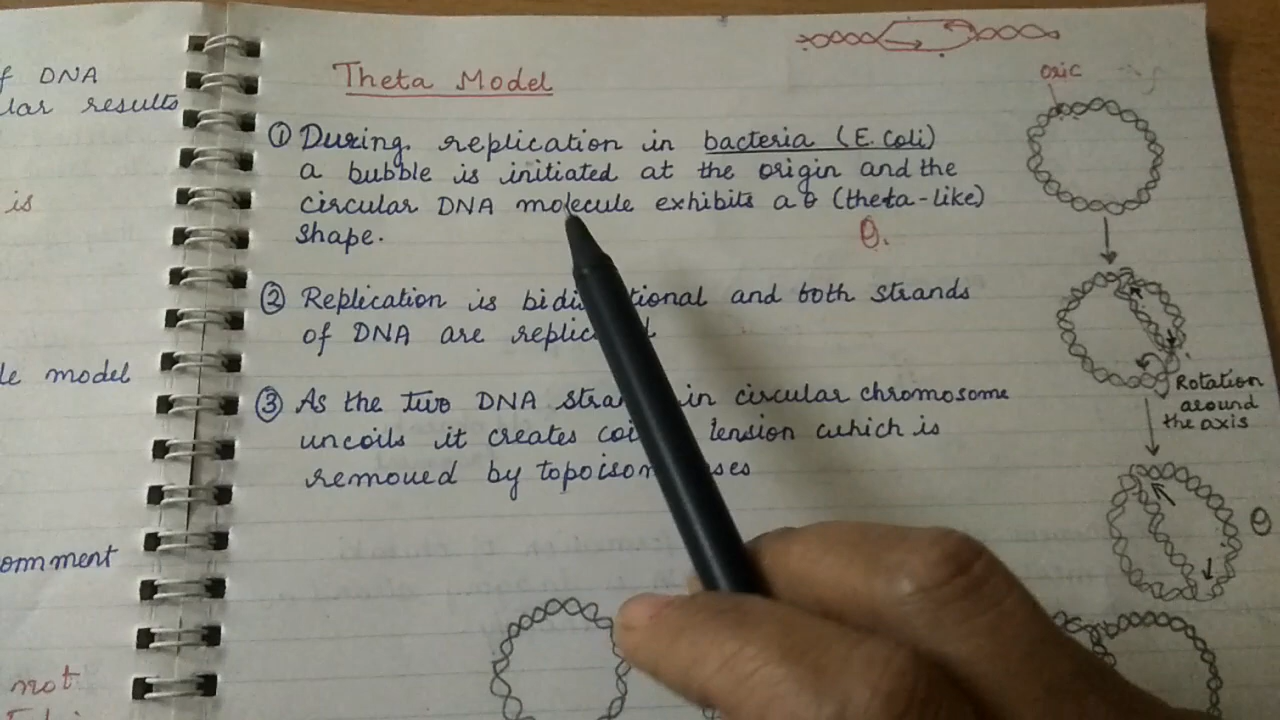 f DNA
lar results
is
le model
omment
not
Theta Model
① During replication in bacteria (E. coli)
a bubble is initiated at the origin and the
circular DNA molecule exhibits a θ (theta-like)
shape.
θ.
② Replication is bidi tional and both strands
of DNA are replic
③ As the two DNA stra in circular chromosome
uncoils it creates coi tension which is
removed by topoisom ses
oric
Rotation
around
the axis
θ